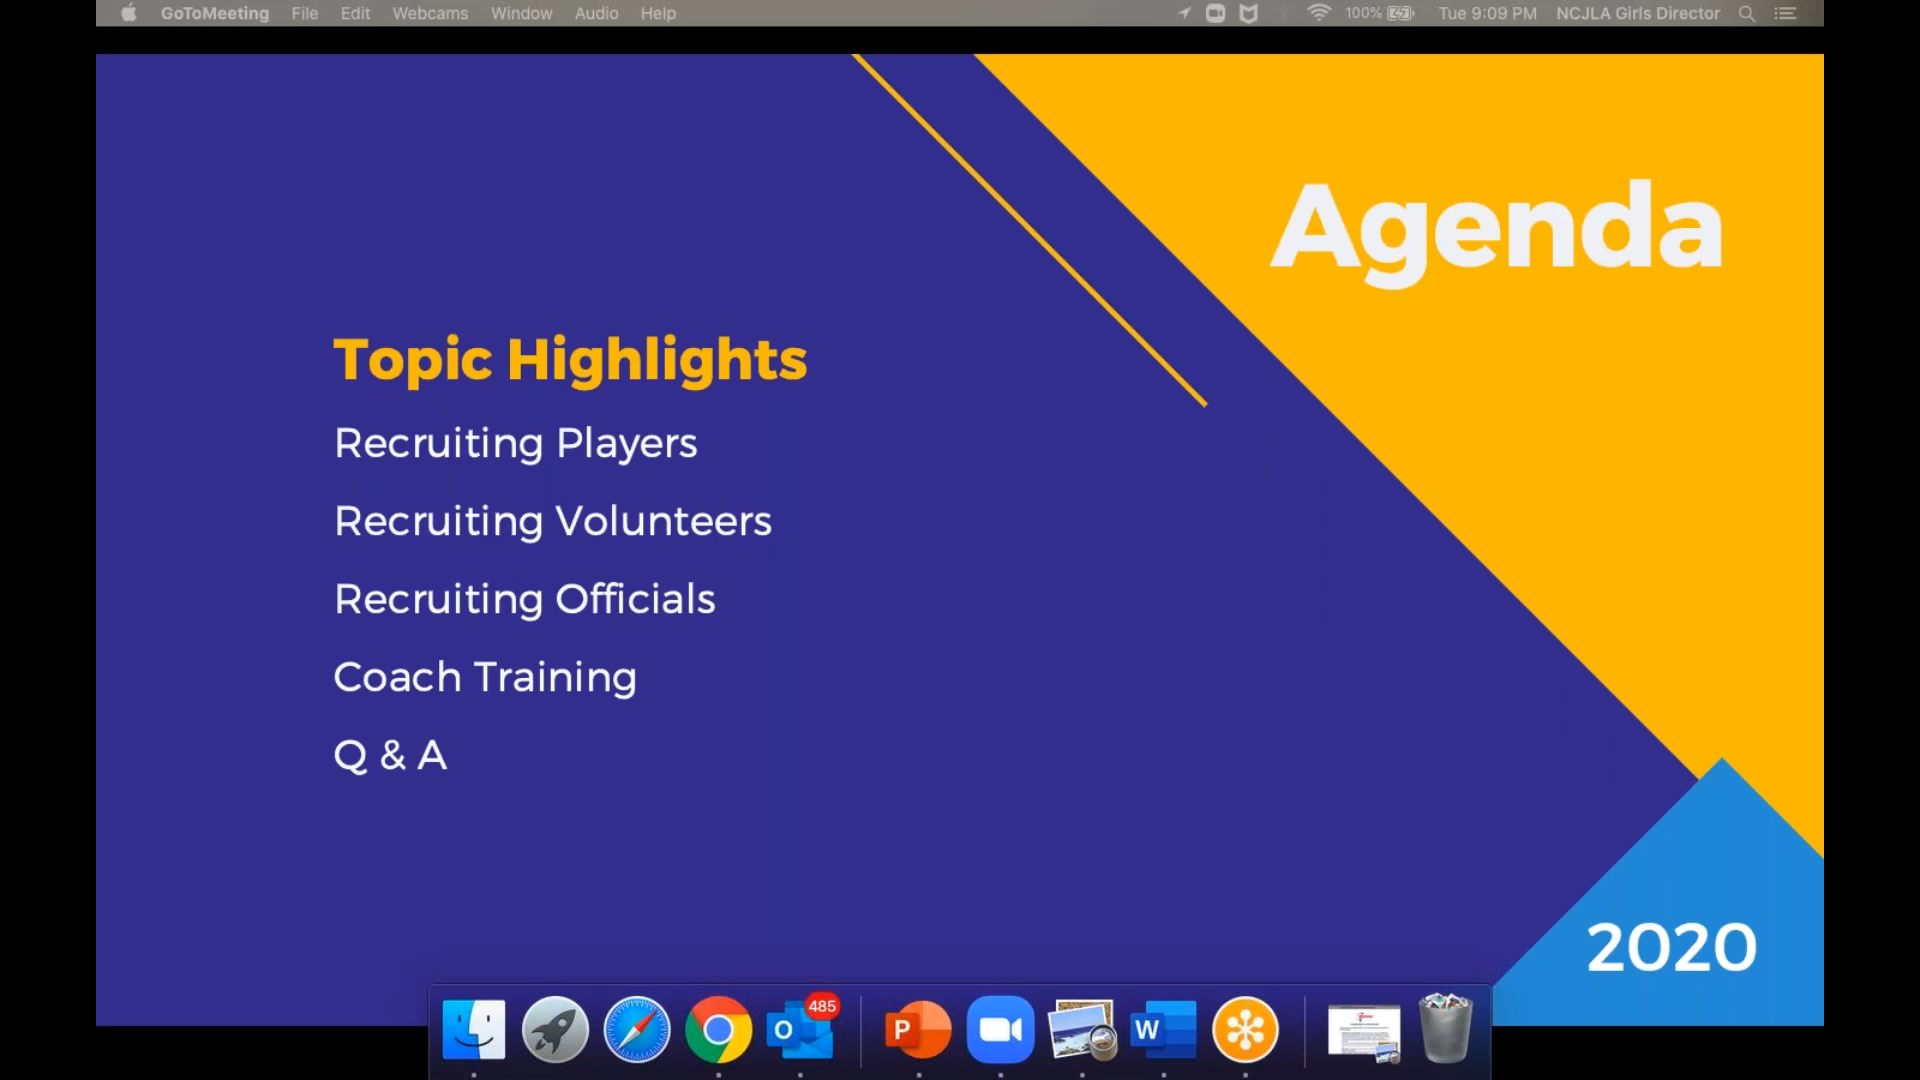 GoToMeeting File Edit Webcams Window Audio Help 100% Tue 9:09 PM NCJLA Girls Director
Agenda
Topic Highlights
Recruiting Players
Recruiting Volunteers
Recruiting Officials
Coach Training
Q & A
2020
485
O P W